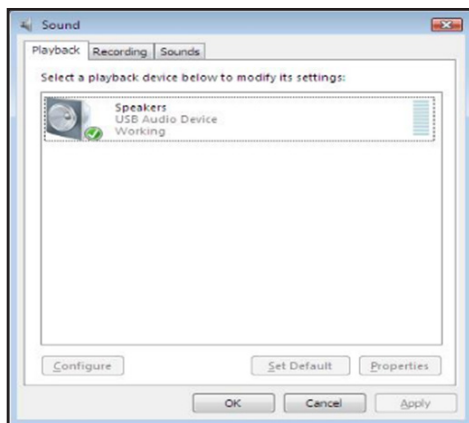 Sound
Playback Recording Sounds
Select a playback device below to modify its settings:
Speakers
USB Audio Device
Working
Configure Set Default Properties
OK Cancel Apply